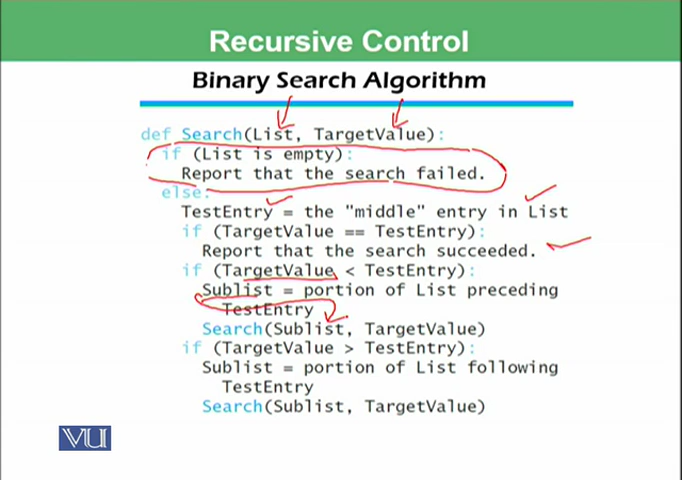 Recursive Control
Binary Search Algorithm
def Search(List, TargetValue):
if (List is empty):
Report that the search failed.
else:
TestEntry = the "middle" entry in List
if (TargetValue == TestEntry):
Report that the search succeeded.
if (TargetValue < TestEntry):
Sublist = portion of List preceding
TestEntry
Search(Sublist, TargetValue)
if (TargetValue > TestEntry):
Sublist = portion of List following
TestEntry
Search(Sublist, TargetValue)
VU